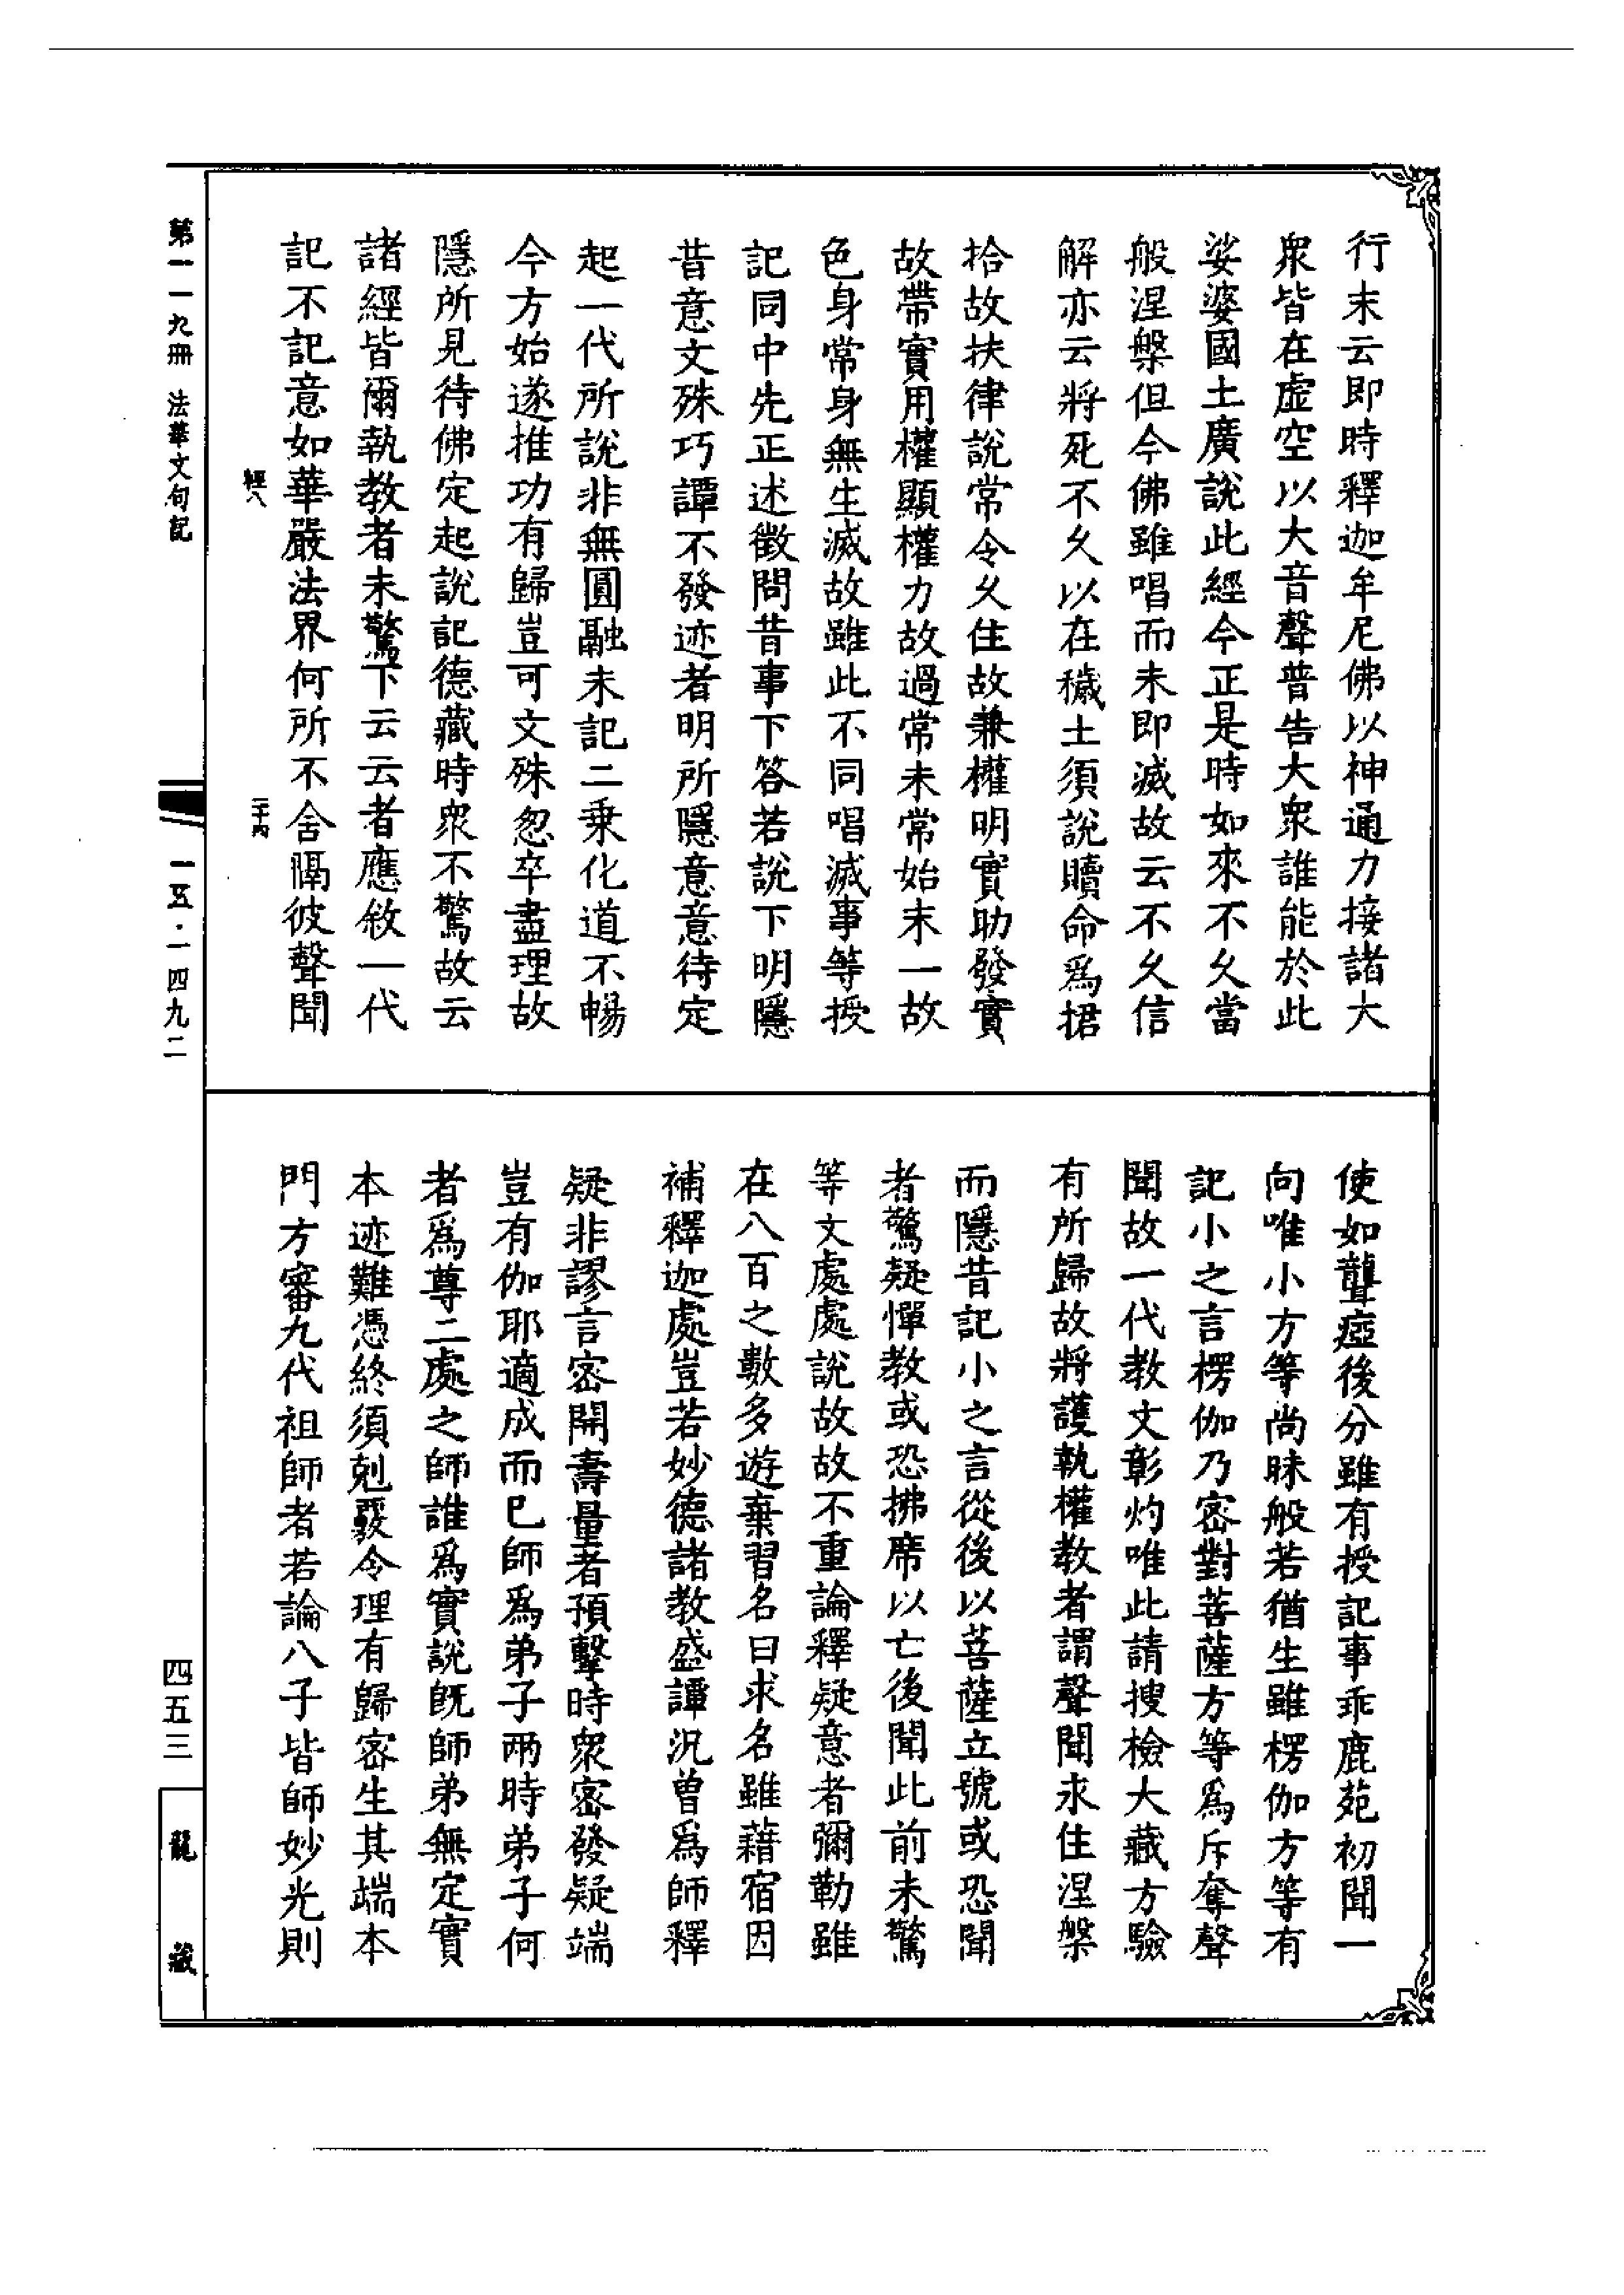 行末云即時釋迦牟尼佛以神通力接諸大
衆皆在虛空以大音聲普告大衆誰能於此
娑婆國土廣説此經今正是時如來不久當
般涅槃但今佛雖唱而未即滅故云不久信
解亦云將死不久以在穢土須説贖命爲捃
拾故扶律説常令久住故兼權明實助發實
故帶實用權顯權力故過常未常始末一故
色身常身無生滅故雖此不同唱滅事等授
記同中先正述徵問昔事下答若説下明隱
昔意文殊巧譚不發迹者明所隱意意待定
起一代所説非無圓融未記二乗化道不暢
今方始遂推功有歸豈可文殊忽卒盡理故
隱所見待佛定起説記德藏時衆不驚故云
諸經皆爾執教者未驚下云云者應敘一代
記不記意如華嚴法界何所不舍隔彼聲聞
使如聾瘂後分雖有授記事乖鹿苑初聞一
向唯小方等尚昧般若猶生雖楞伽方等有
記小之言楞伽乃密對菩薩方等爲斥奪聲
聞故一代教文彰灼唯此請搜檢大藏方驗
有所歸故將護執權教者謂聲聞永住涅槃
而隱昔記小之言從後以菩薩立號或恐聞
者驚疑憚教或恐拂席以亡後聞此前未驚
等文處處説故故不重論釋疑意者彌勒雖
在八百之數多遊棄習名曰求名雖藉宿因
補釋迦處豈若妙德諸教盛譚況曾爲師釋
疑非謬言密開壽量者預擊時衆密發疑端
豈有伽耶適成而巳師爲弟子兩時弟子何
者爲尊二處之師誰爲實説既師弟無定實
本迹難憑終須剋覈令理有歸密生其端本
門方審九代祖師者若論八子皆師妙光則
第一一九冊 法華文句記
一五·一四九二
四五三
龍藏